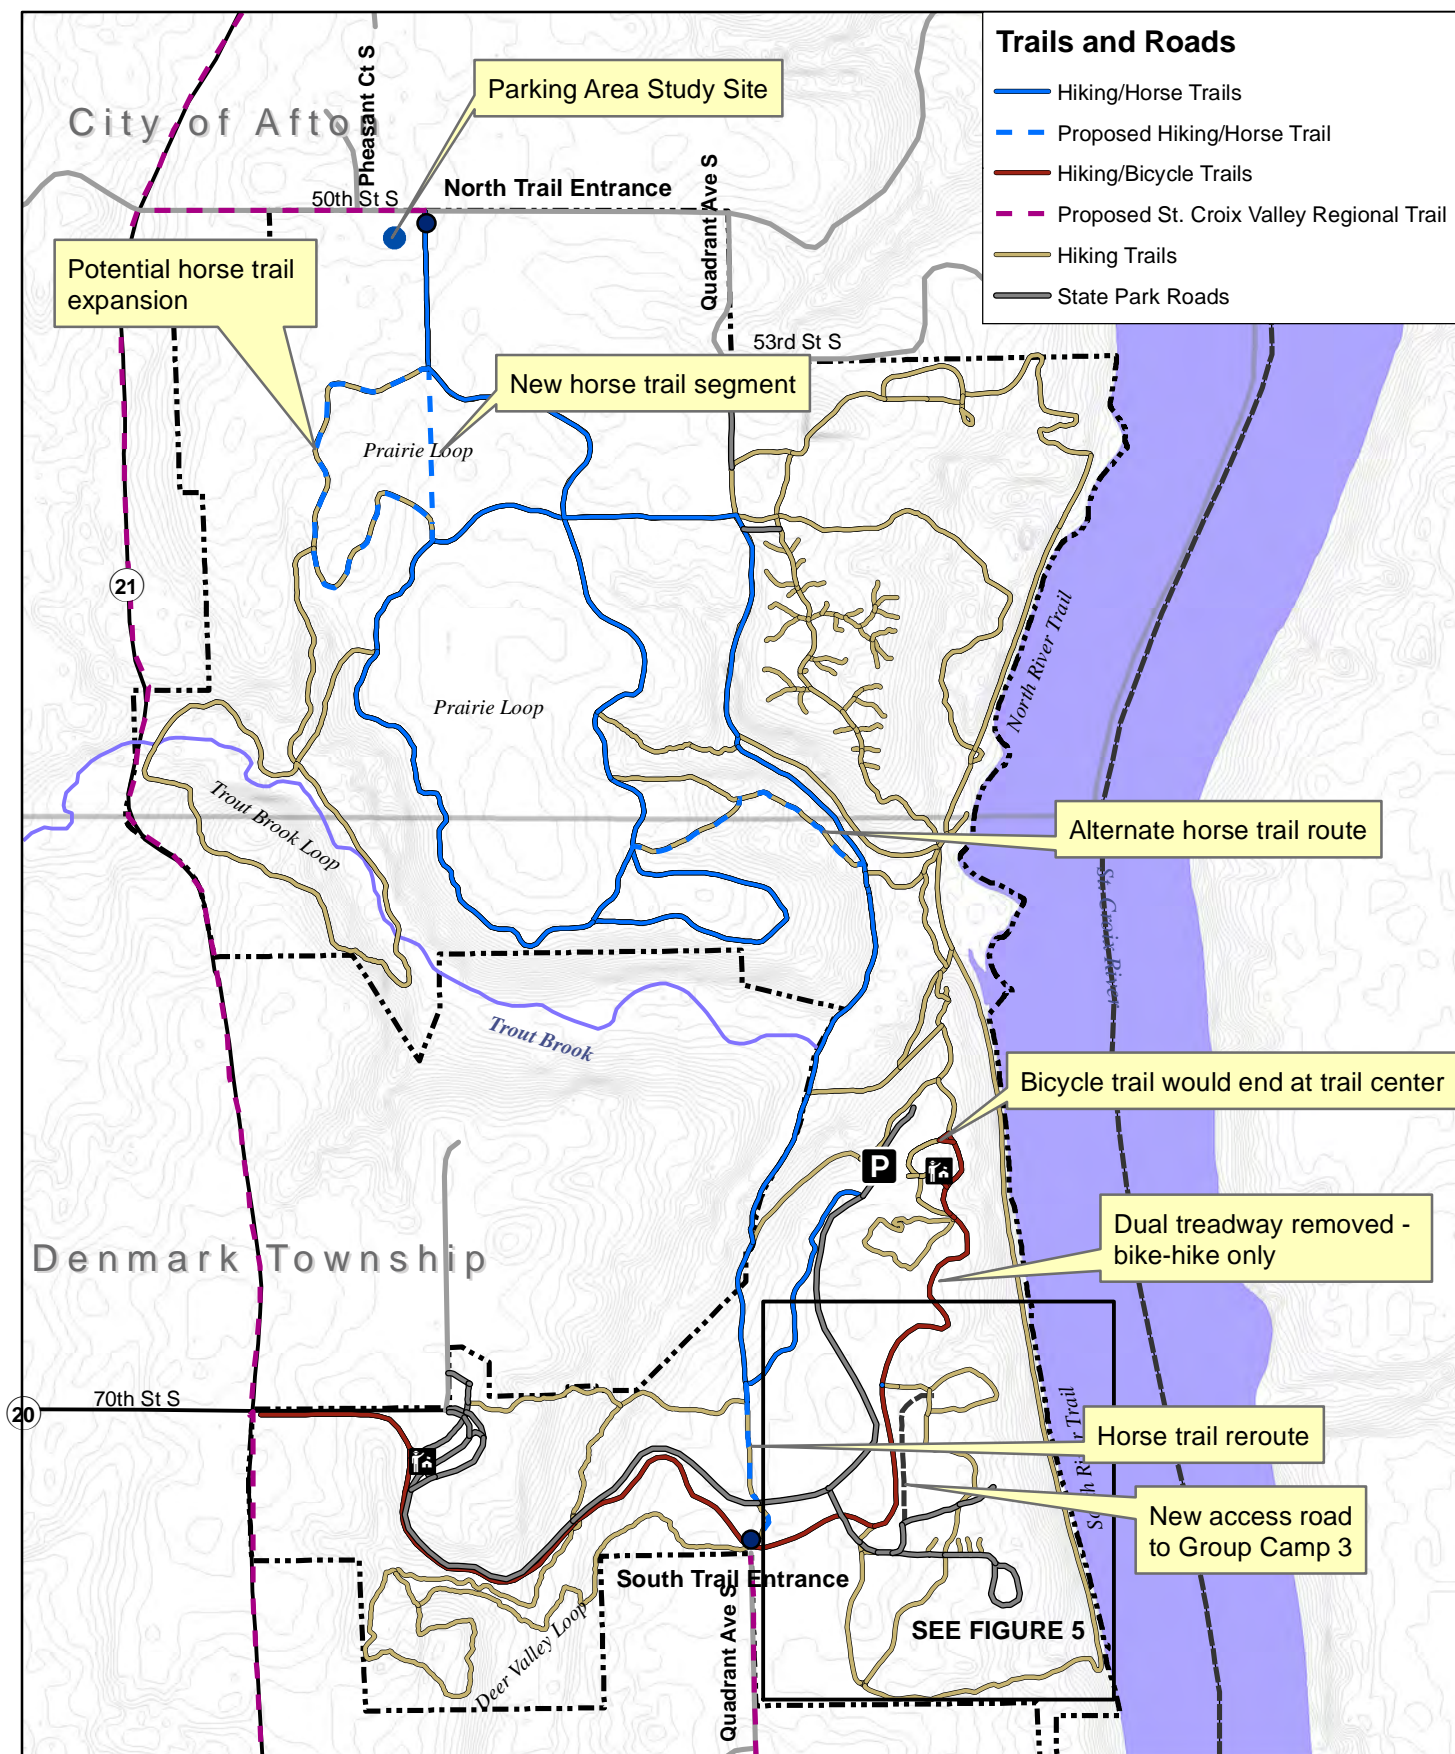 Trails and Roads
Hiking/Horse Trails
Proposed Hiking/Horse Trail
Hiking/Bicycle Trails
Proposed St. Croix Valley Regional Trail
Hiking Trails
State Park Roads
Parking Area Study Site
City of Afton
Pheasant Ct S
50th St S
North Trail Entrance
Quadrant Ave S
Potential horse trail
expansion
53rd St S
New horse trail segment
Prairie Loop
21
North River Trail
Prairie Loop
Trout Brook Loop
Alternate horse trail route
St. Croix River
Trout Brook
Bicycle trail would end at trail center
P
Dual treadway removed -
bike-hike only
Denmark Township
70th St S
20
South River Trail
Horse trail reroute
New access road
to Group Camp 3
South Trail Entrance
Quadrant Ave S
Deer Valley Loop
SEE FIGURE 5